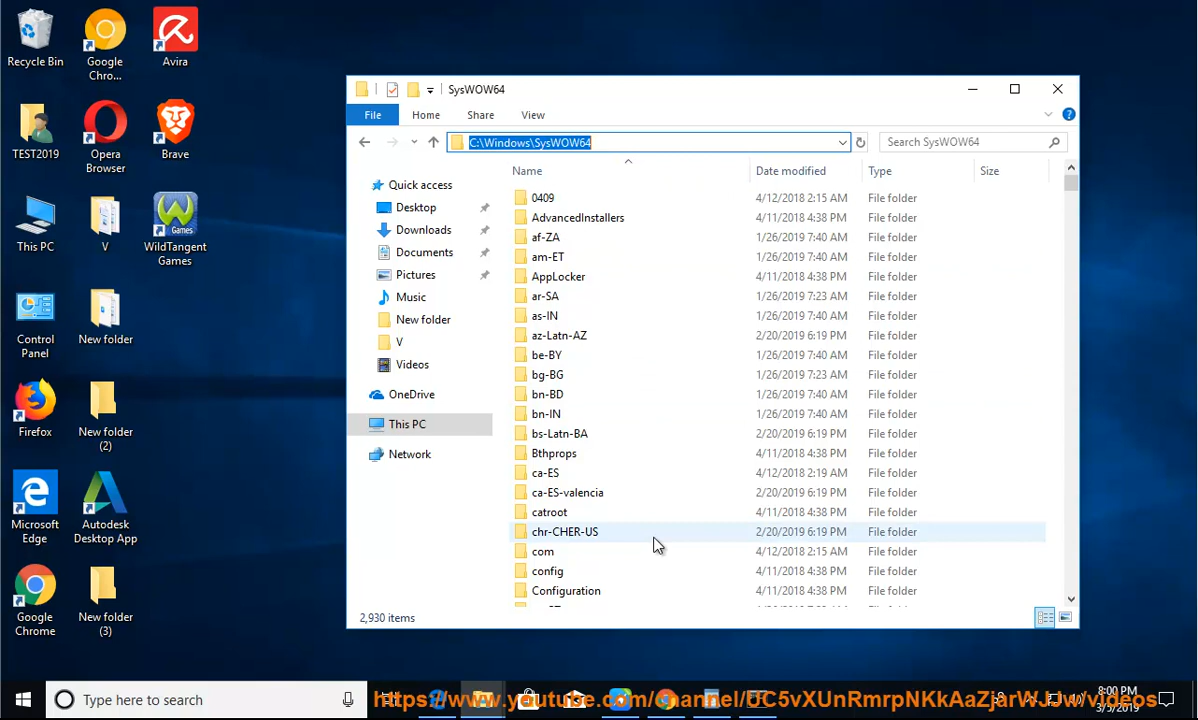 Recycle Bin
Google Chro...
Avira
TEST2019
Opera Browser
Brave
This PC
V
WildTangent Games
Control Panel
New folder
Firefox
New folder (2)
Microsoft Edge
Autodesk Desktop App
Google Chrome
New folder (3)
SysWOW64
File Home Share View
C:\Windows\SysWOW64
Search SysWOW64
Name Date modified Type Size
Quick access
Desktop
Downloads
Documents
Pictures
Music
New folder
V
Videos
OneDrive
This PC
Network
0409 4/12/2018 2:15 AM File folder
AdvancedInstallers 4/11/2018 4:38 PM File folder
af-ZA 1/26/2019 7:40 AM File folder
am-ET 1/26/2019 7:40 AM File folder
AppLocker 4/11/2018 4:38 PM File folder
ar-SA 1/26/2019 7:23 AM File folder
as-IN 1/26/2019 7:40 AM File folder
az-Latn-AZ 2/20/2019 6:19 PM File folder
be-BY 1/26/2019 7:40 AM File folder
bg-BG 1/26/2019 7:23 AM File folder
bn-BD 1/26/2019 7:40 AM File folder
bn-IN 1/26/2019 7:40 AM File folder
bs-Latn-BA 2/20/2019 6:19 PM File folder
Bthprops 4/11/2018 4:38 PM File folder
ca-ES 4/12/2018 2:19 AM File folder
ca-ES-valencia 2/20/2019 6:19 PM File folder
catroot 4/11/2018 4:38 PM File folder
chr-CHER-US 2/20/2019 6:19 PM File folder
com 4/12/2018 2:15 AM File folder
config 4/11/2018 4:38 PM File folder
Configuration 4/11/2018 4:38 PM File folder
2,930 items
Type here to search
8:00 PM
3/5/2019